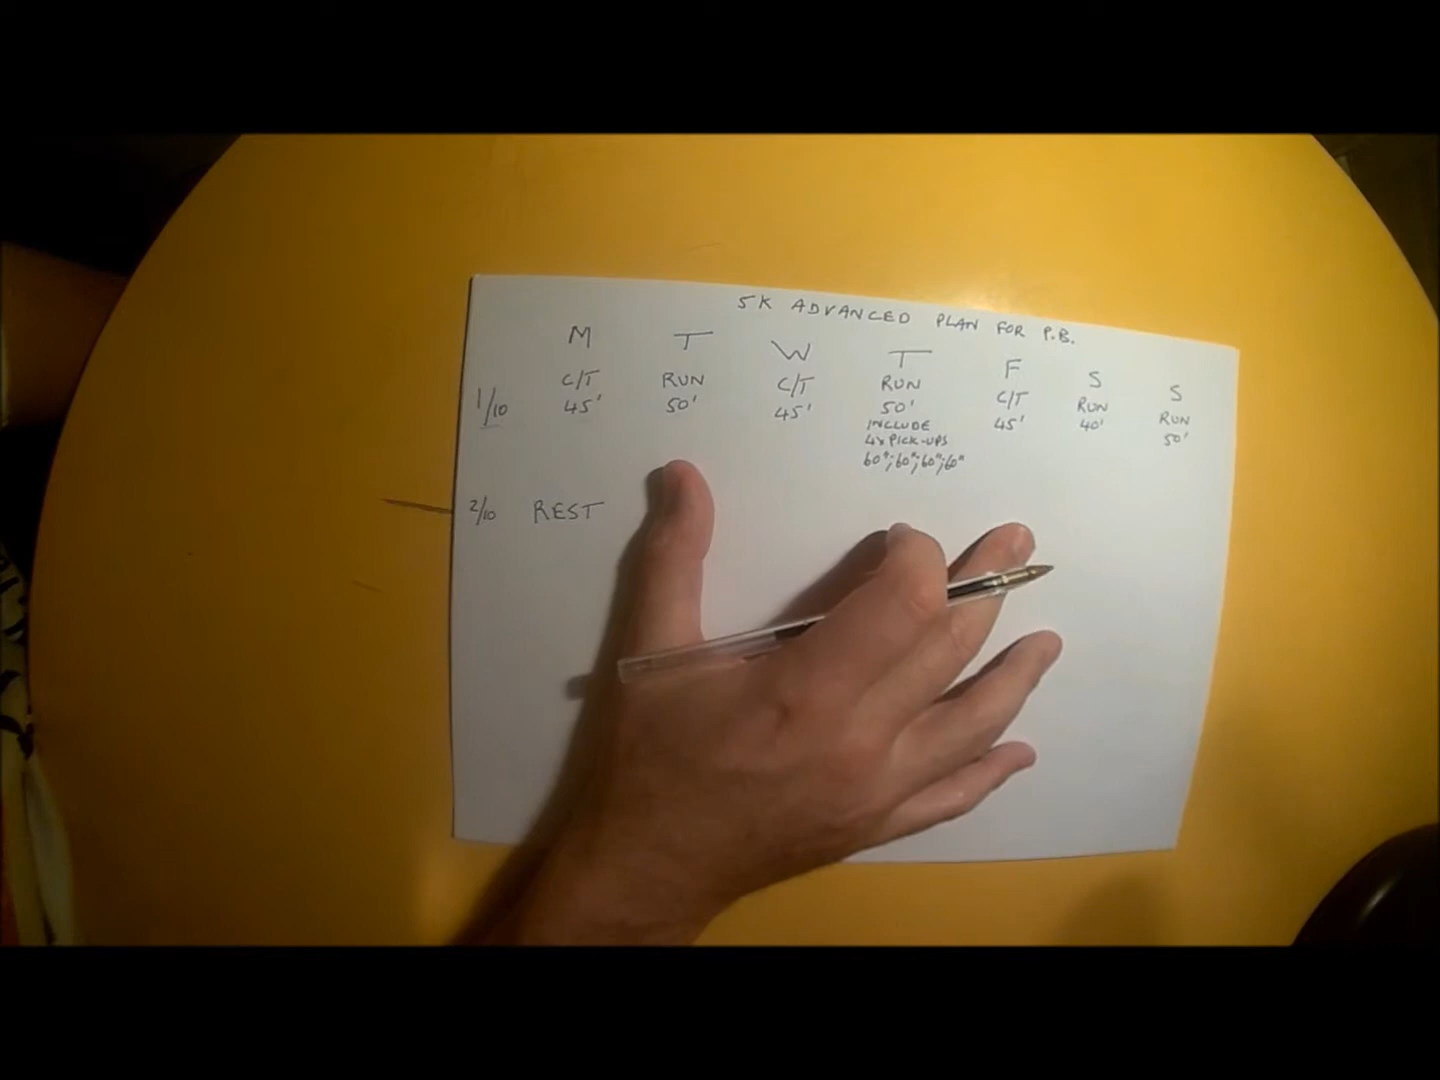 5K ADVANCED PLAN FOR P.B.
M T W T F S S
1/10 C/T RUN C/T RUN C/T RUN RUN
45' 50' 45' 50' 45' 40' 50'
INCLUDE
4x PICK-UPS
60"; 60"; 60"; 60"
2/10 REST